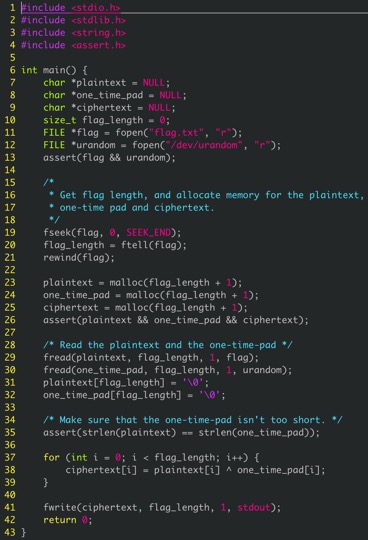 1 #include <stdio.h>
2 #include <stdlib.h>
3 #include <string.h>
4 #include <assert.h>
5
6 int main() {
7     char *plaintext = NULL;
8     char *one_time_pad = NULL;
9     char *ciphertext = NULL;
10     size_t flag_length = 0;
11     FILE *flag = fopen("flag.txt", "r");
12     FILE *urandom = fopen("/dev/urandom", "r");
13     assert(flag && urandom);
14
15     /*
16      * Get flag length, and allocate memory for the plaintext,
17      * one-time pad and ciphertext.
18      */
19     fseek(flag, 0, SEEK_END);
20     flag_length = ftell(flag);
21     rewind(flag);
22
23     plaintext = malloc(flag_length + 1);
24     one_time_pad = malloc(flag_length + 1);
25     ciphertext = malloc(flag_length + 1);
26     assert(plaintext && one_time_pad && ciphertext);
27
28     /* Read the plaintext and the one-time-pad */
29     fread(plaintext, flag_length, 1, flag);
30     fread(one_time_pad, flag_length, 1, urandom);
31     plaintext[flag_length] = '\0';
32     one_time_pad[flag_length] = '\0';
33
34     /* Make sure that the one-time-pad isn't too short. */
35     assert(strlen(plaintext) == strlen(one_time_pad));
36
37     for (int i = 0; i < flag_length; i++) {
38         ciphertext[i] = plaintext[i] ^ one_time_pad[i];
39     }
40
41     fwrite(ciphertext, flag_length, 1, stdout);
42     return 0;
43 }